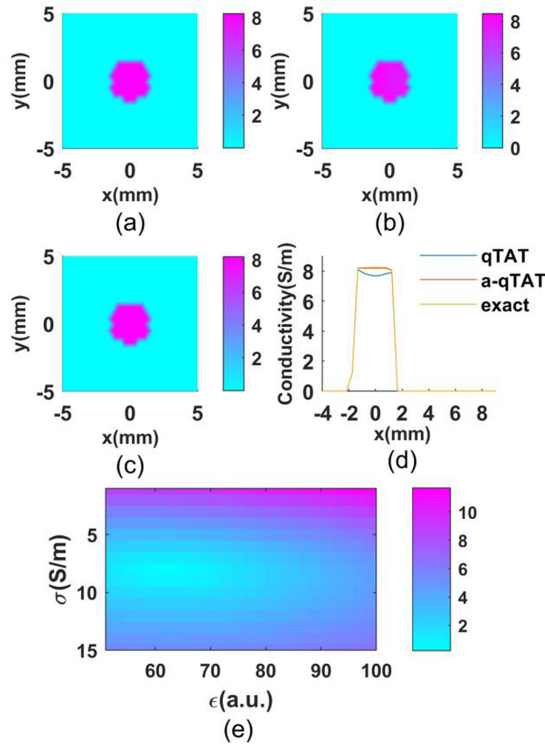 5
0
-5
y(mm)
-5 0 5
x(mm)
8
6
4
2
(a)
5
0
-5
y(mm)
-5 0 5
x(mm)
8
6
4
2
0
(b)
5
0
-5
y(mm)
-5 0 5
x(mm)
8
6
4
2
(c)
Conductivity(S/m)
8
6
4
2
0
-4 -2 0 2 4 6 8
x(mm)
qTAT
a-qTAT
exact
(d)
σ(S/m)
5
10
15
60 70 80 90 100
ϵ(a.u.)
10
8
6
4
2
(e)